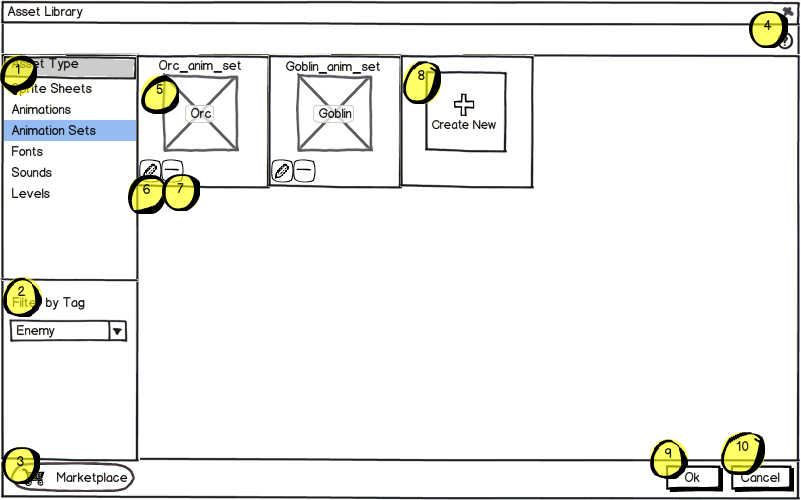 Asset Library
4
?
1
Asset Type
Sprite Sheets
Animations
Animation Sets
Fonts
Sounds
Levels
Orc_anim_set
5
Orc
6
7
Goblin_anim_set
Goblin
8
Create New
2
Filter by Tag
Enemy
3
Marketplace
9
Ok
10
Cancel